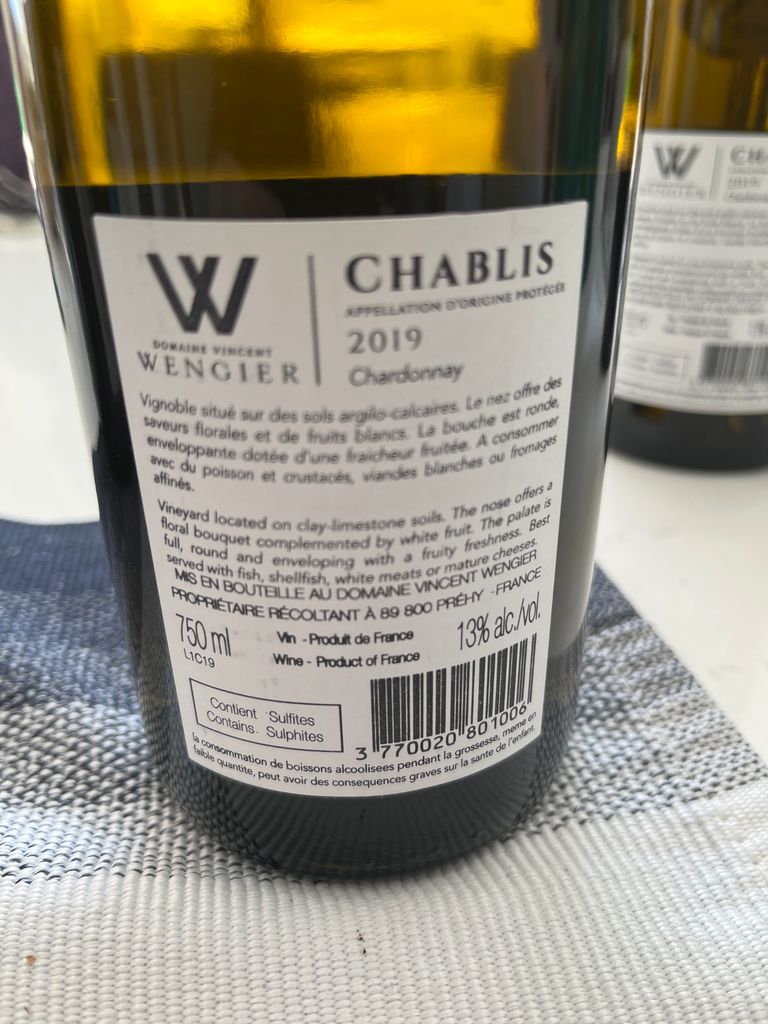 W
DOMAINE VINCENT
WENGIER
CHABLIS
APPELLATION D'ORIGINE PROTÉGÉE
2019
Chardonnay
Vignoble situé sur des sols argilo-calcaires. Le nez offre des
saveurs florales et de fruits blancs. La bouche est ronde,
enveloppante dotée d'une fraicheur fruitée. A consommer
avec du poisson et crustacés, viandes blanches ou fromages
affinés.
Vineyard located on clay-limestone soils. The nose offers a
floral bouquet complemented by white fruit. The palate is
full, round and enveloping with a fruity freshness. Best
served with fish, shellfish, white meats or mature cheeses.
MIS EN BOUTEILLE AU DOMAINE VINCENT WENGIER
PROPRIÉTAIRE RÉCOLTANT À 89 800 PRÉHY -FRANCE
750 ml
L1C19
Vin - Produit de France
Wine - Product of France
13% alc./vol.
Contient Sulfites
Contains Sulphites
3 770020 801006
la consommation de boissons alcoolisees pendant la grossesse, meme en
faible quantite, peut avoir des consequences graves sur la sante de l'enfant.
W
WENGIER
CHA
2019